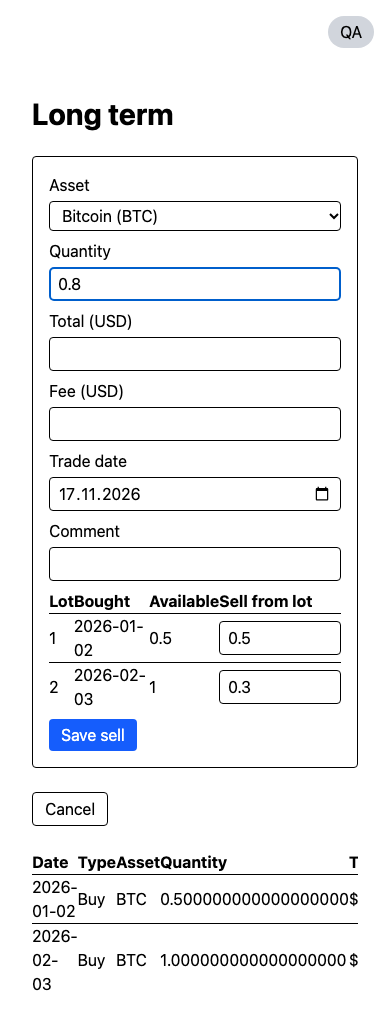 QA
Long term
Asset
Bitcoin (BTC)
Quantity
0.8
Total (USD)
Fee (USD)
Trade date
17.11.2026
Comment
Lot Bought Available Sell from lot
1 2026-01-02 0.5 0.5
2 2026-02-03 1 0.3
Save sell
Cancel
Date Type Asset Quantity T
2026-01-02 Buy BTC 0.500000000000000000 $
2026-02-03 Buy BTC 1.000000000000000000 $